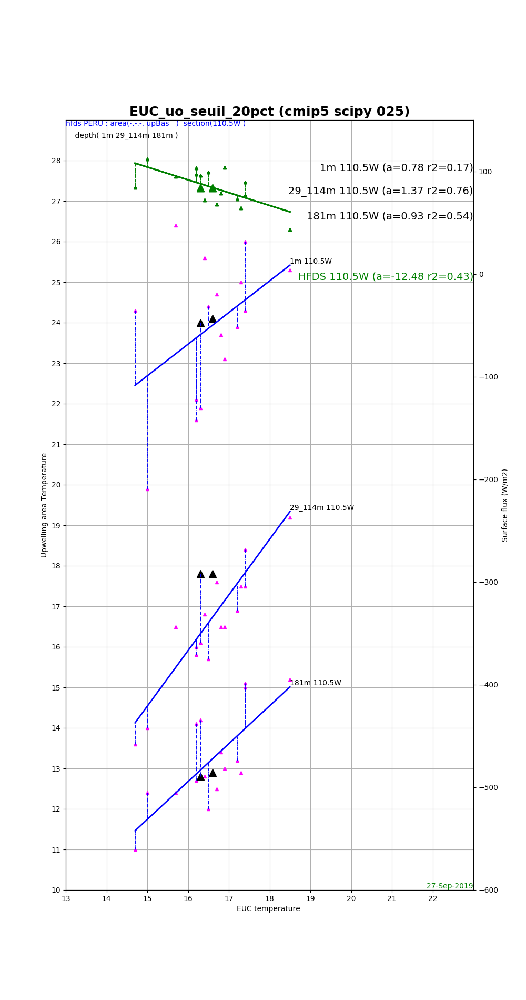 EUC_uo_seuil_20pct (cmip5 scipy 025)
hfds PERU : area(-.-.-. upBas   )  section(110.5W )
depth( 1m 29_114m 181m )
1m 110.5W (a=0.78 r2=0.17)
29_114m 110.5W (a=1.37 r2=0.76)
181m 110.5W (a=0.93 r2=0.54)
1m 110.5W
HFDS 110.5W (a=-12.48 r2=0.43)
29_114m 110.5W
181m 110.5W
27-Sep-2019
Upwelling area Temperature
28
27
26
25
24
23
22
21
20
19
18
17
16
15
14
13
12
11
10
Surface flux (W/m2)
100
0
−100
−200
−300
−400
−500
−600
13 14 15 16 17 18 19 20 21 22
EUC temperature